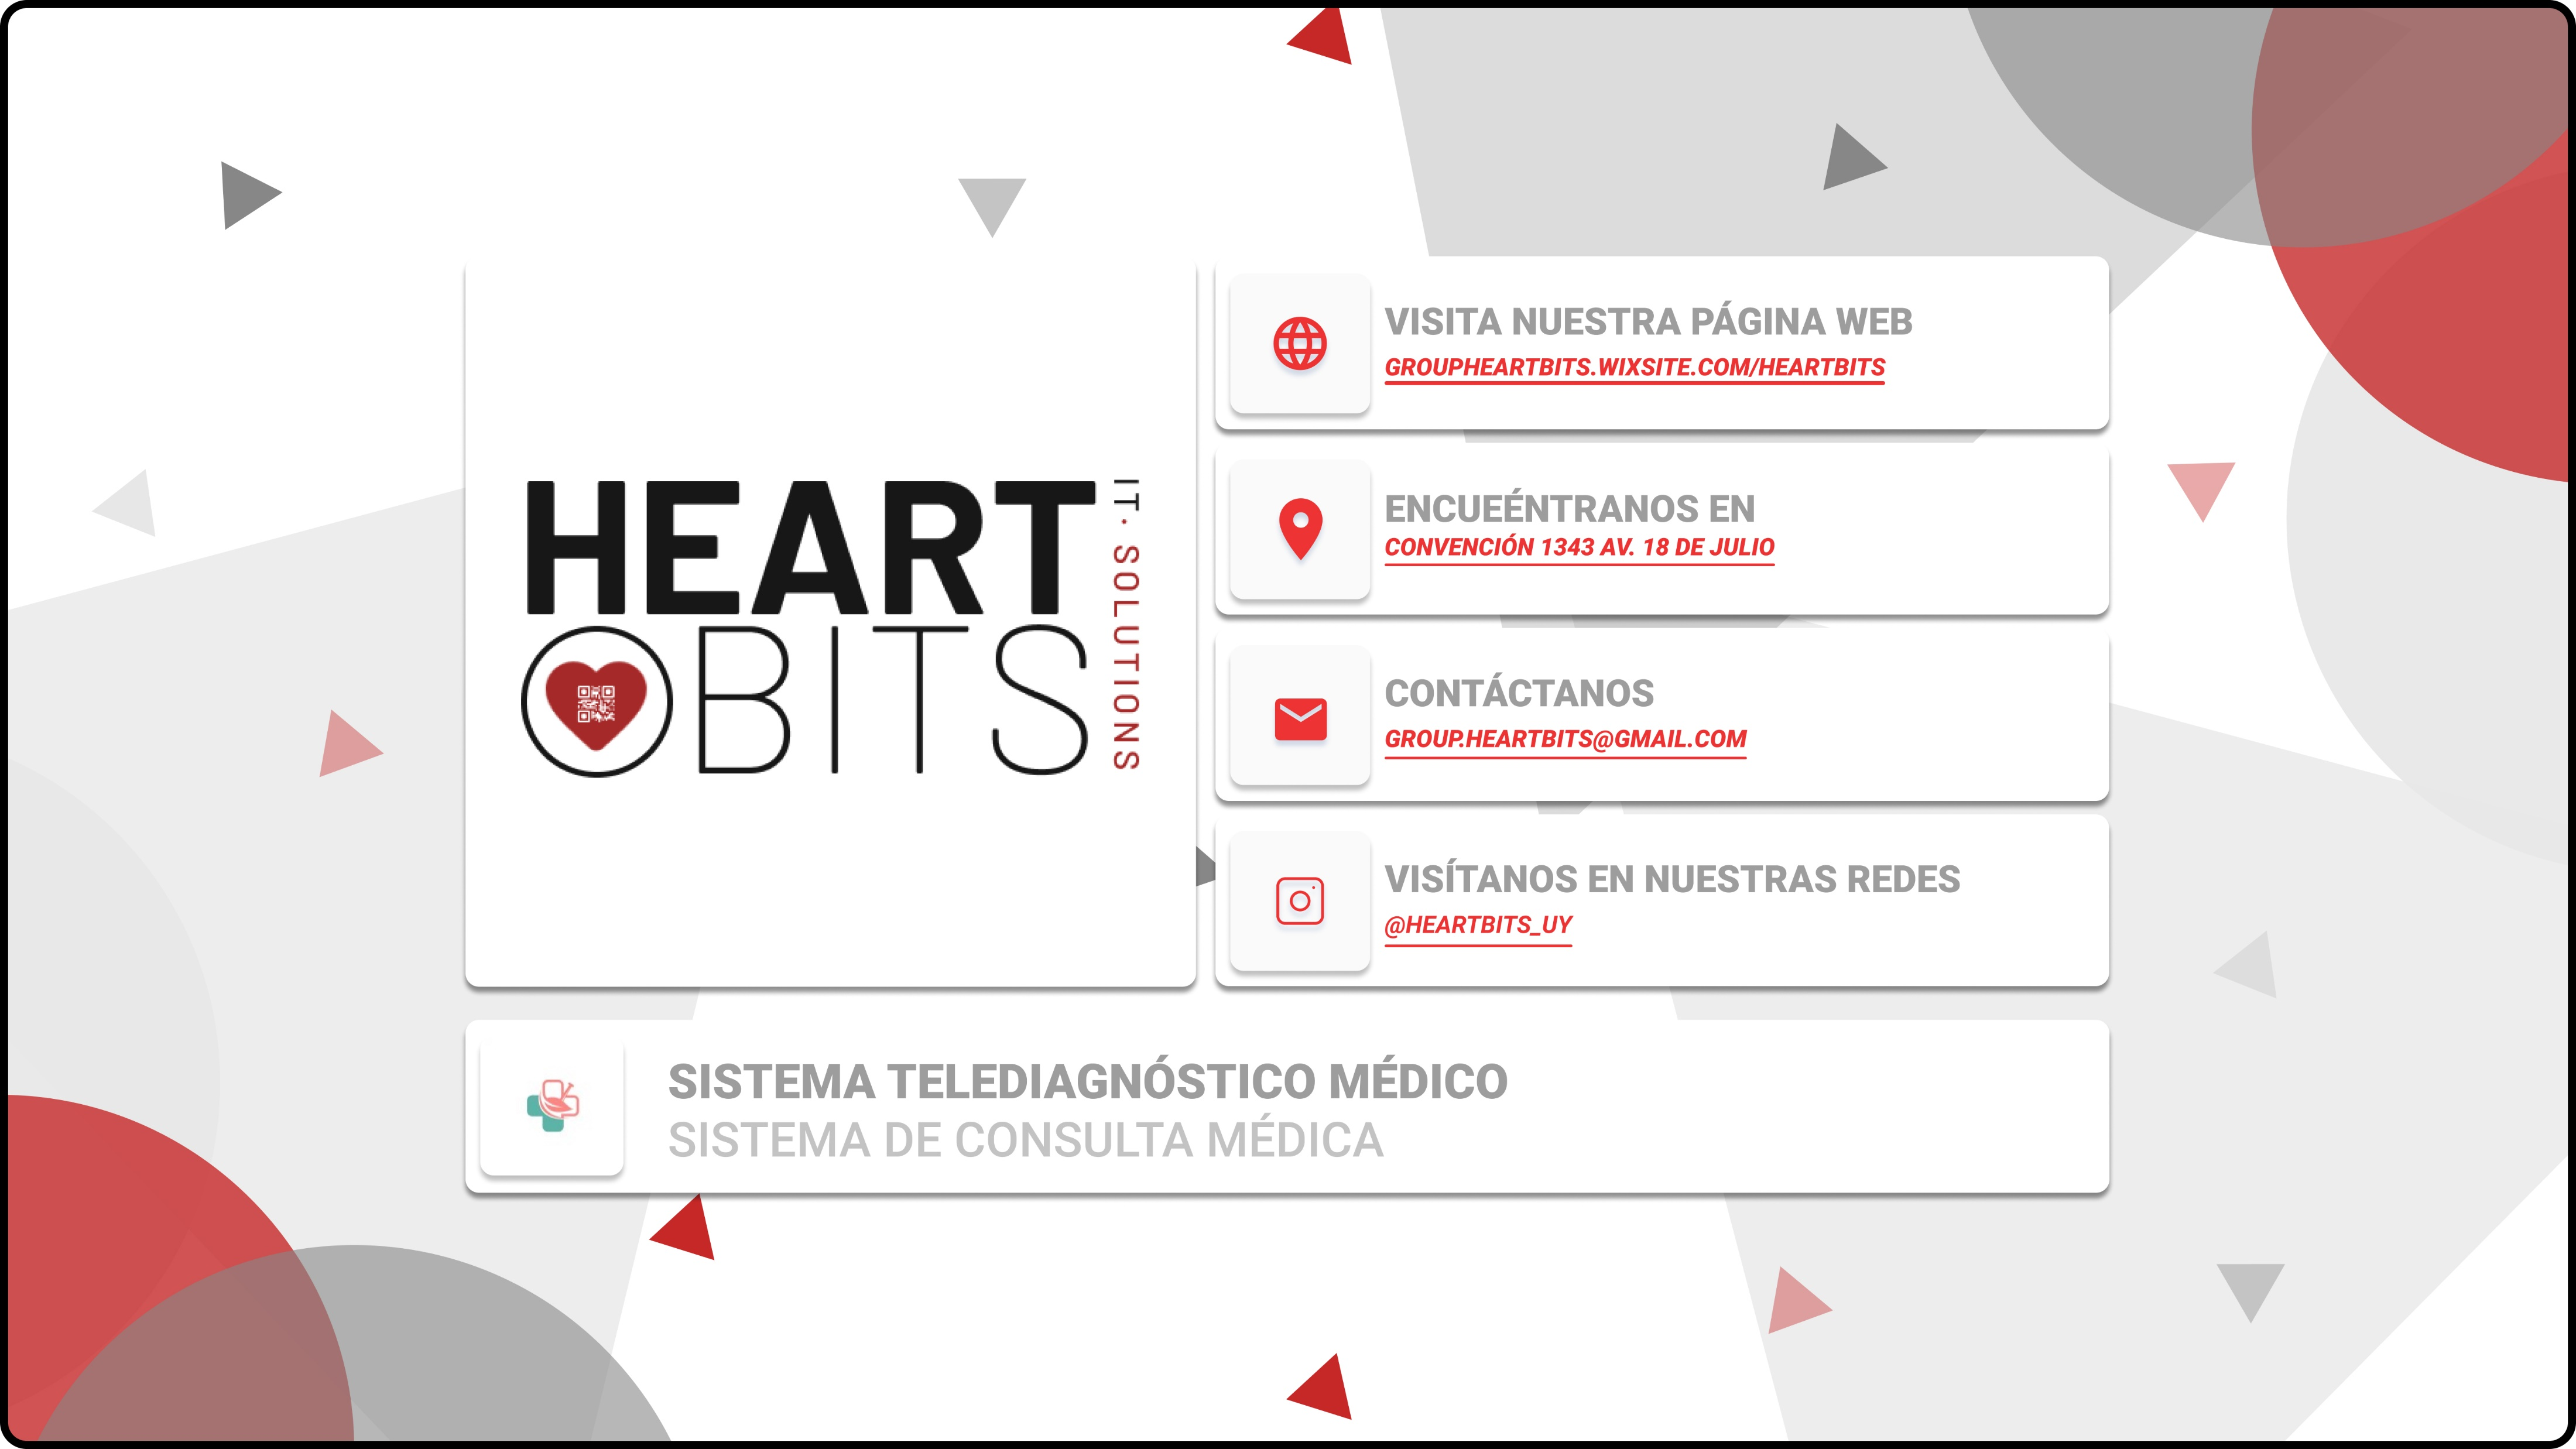 HEART
BITS
IT · SOLUTIONS
VISITA NUESTRA PÁGINA WEB
GROUPHEARTBITS.WIXSITE.COM/HEARTBITS
ENCUEÉNTRANOS EN
CONVENCIÓN 1343 AV. 18 DE JULIO
CONTÁCTANOS
GROUP.HEARTBITS@GMAIL.COM
VISÍTANOS EN NUESTRAS REDES
@HEARTBITS_UY
SISTEMA TELEDIAGNÓSTICO MÉDICO
SISTEMA DE CONSULTA MÉDICA